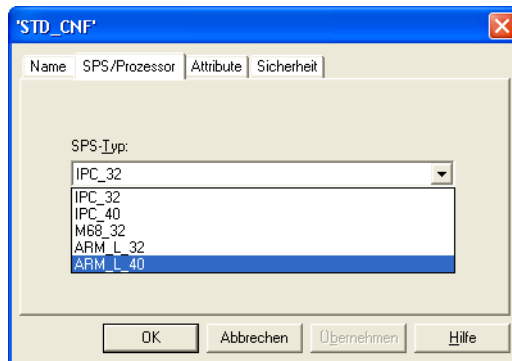 'STD_CNF'
Name SPS/Prozessor Attribute Sicherheit
SPS-Typ:
IPC_32
IPC_32
IPC_40
M68_32
ARM_L_32
ARM_L_40
OK Abbrechen Übernehmen Hilfe